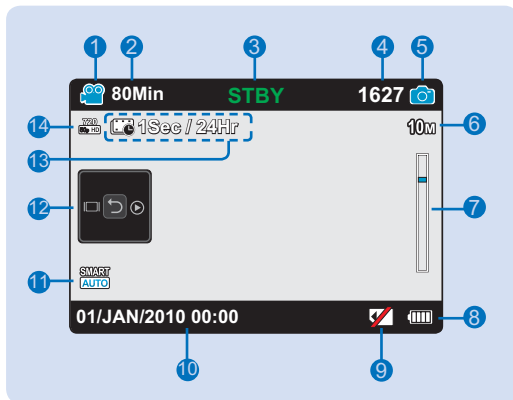 1 2 3 4 5
80Min STBY 1627
14 720 HD 1Sec / 24Hr 10M 6
13
12 7
11 SMART AUTO
01/JAN/2010 00:00 8
10 9